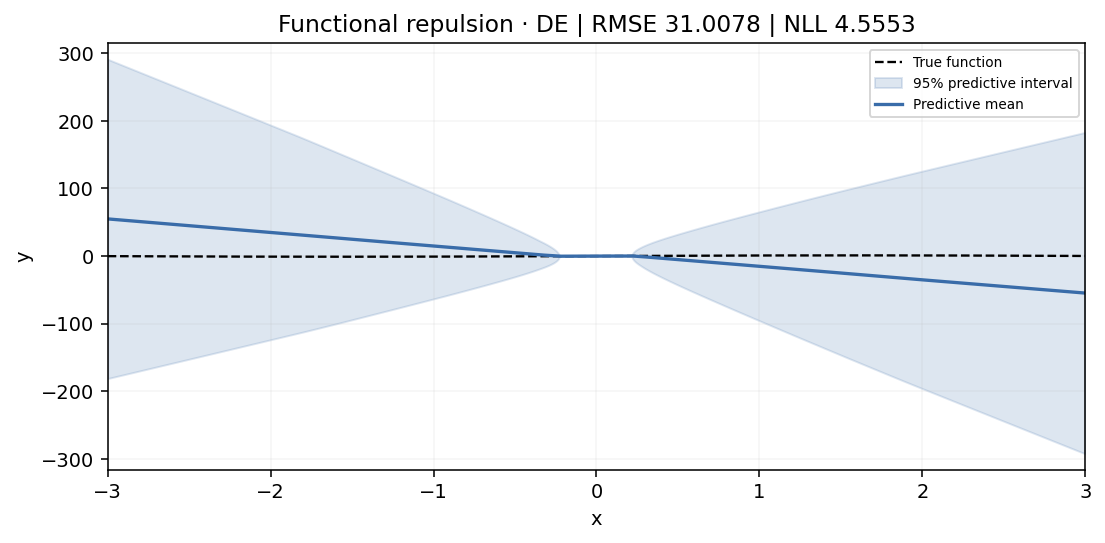 Functional repulsion · DE | RMSE 31.0078 | NLL 4.5553
300
200
100
0
−100
−200
−300
y
True function
95% predictive interval
Predictive mean
−3
−2
−1
0
1
2
3
x